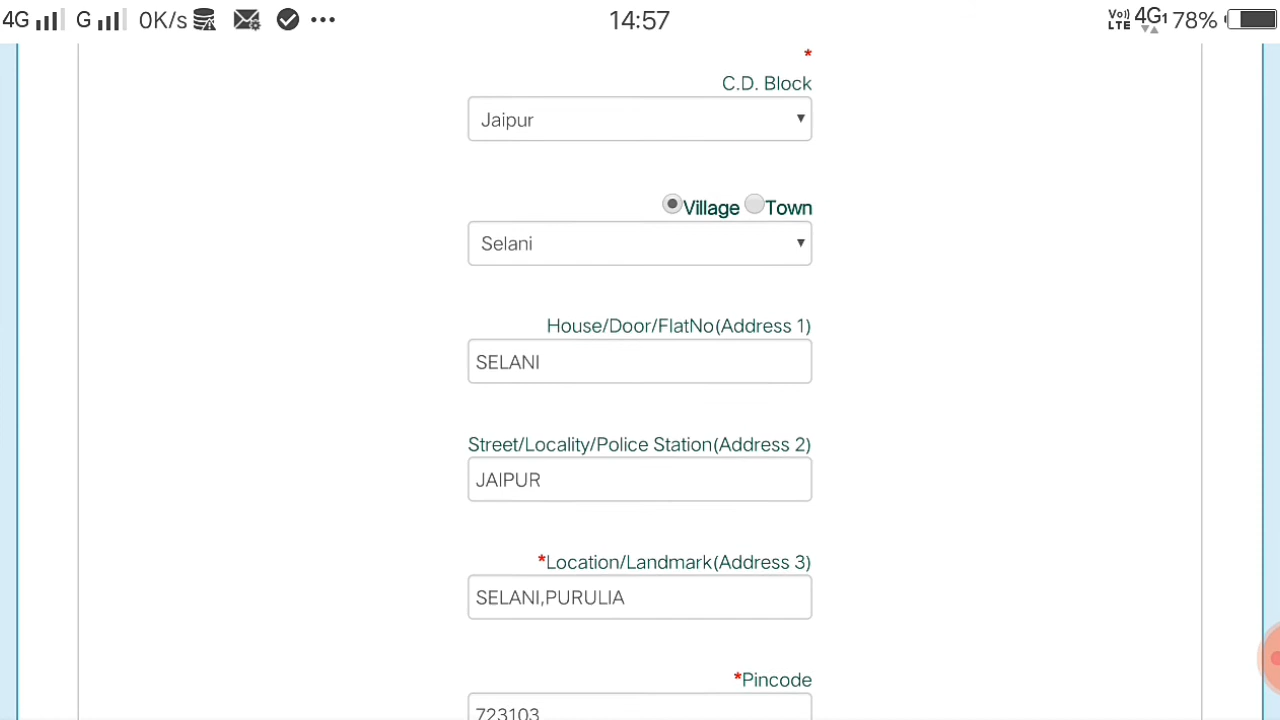 4G G 0K/s 14:57 Vo)) LTE 4G1 78%
*
C.D. Block
Jaipur
Village Town
Selani
House/Door/FlatNo(Address 1)
SELANI
Street/Locality/Police Station(Address 2)
JAIPUR
*Location/Landmark(Address 3)
SELANI,PURULIA
*Pincode
723103